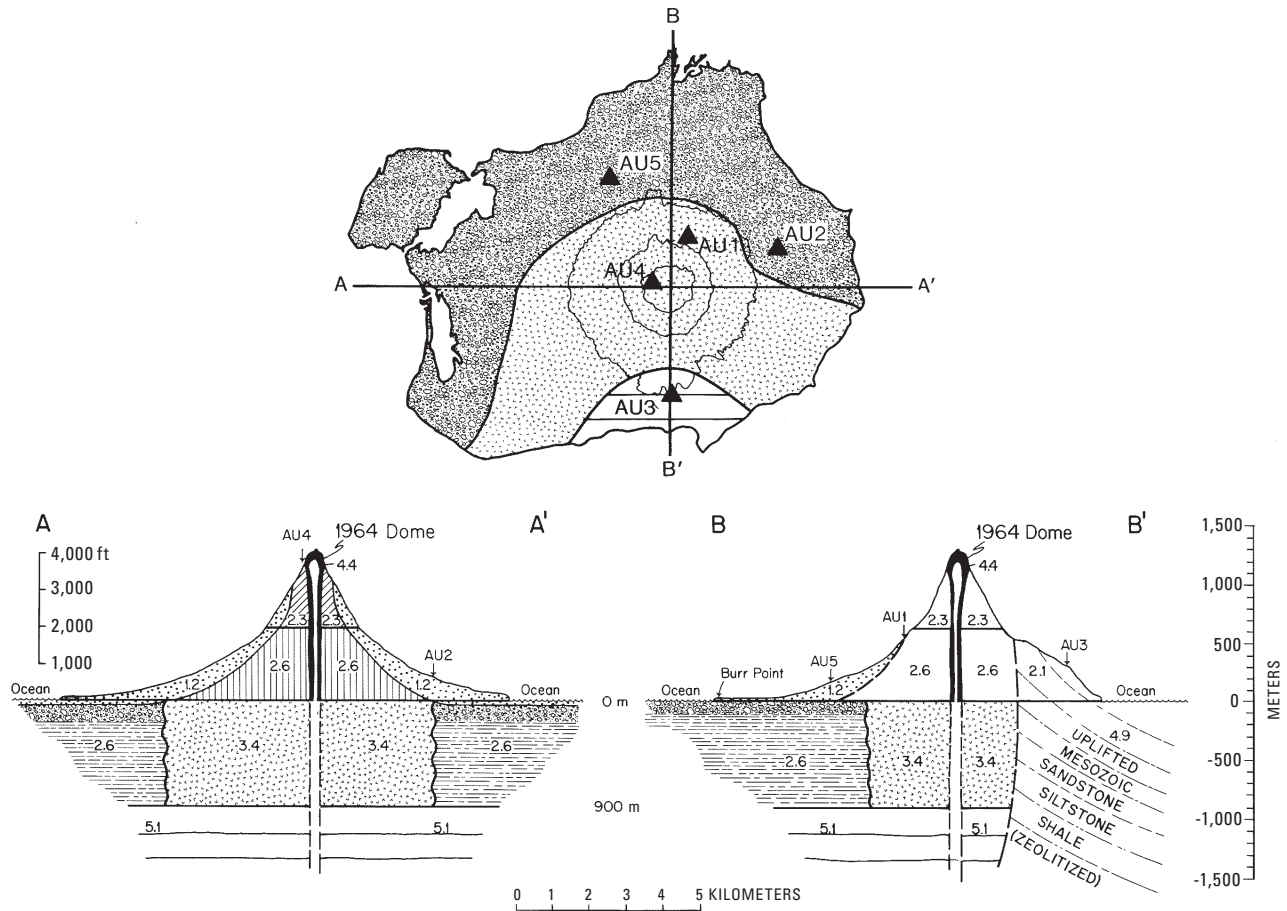 B
AU5
AU1
AU2
AU4
A
A'
AU3
B'
A
A'
B
B'
1,500
AU4
1964 Dome
1964 Dome
4,000 ft
4.4
4.4
3,000
1,000
2.3
2.3
AU1
2.3
2.3
2,000
500
AU3
2.6
2.6
AU2
AU5
2.6
2.6
2.1
1,000
Burr Point
Ocean
1.2
1.2
Ocean
Ocean
1.2
Ocean
0 m
0
METERS
4.9
2.6
3.4
3.4
2.6
2.6
3.4
3.4
UPLIFTED
MESOZOIC
SANDSTONE
SILTSTONE
SHALE
(ZEOLITIZED)
-500
900 m
-1,000
5.1
5.1
5.1
5.1
-1,500
0 1 2 3 4 5 KILOMETERS